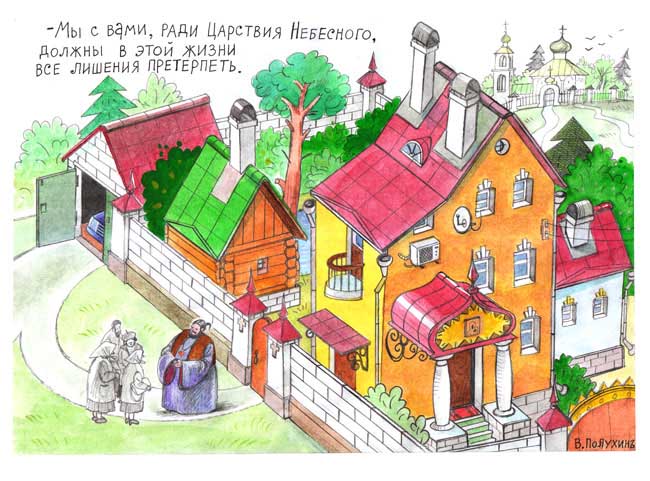 -Мы с вами, ради Царствия Небесного,
должны в этой жизни
все лишения претерпеть.
В.Полухинъ